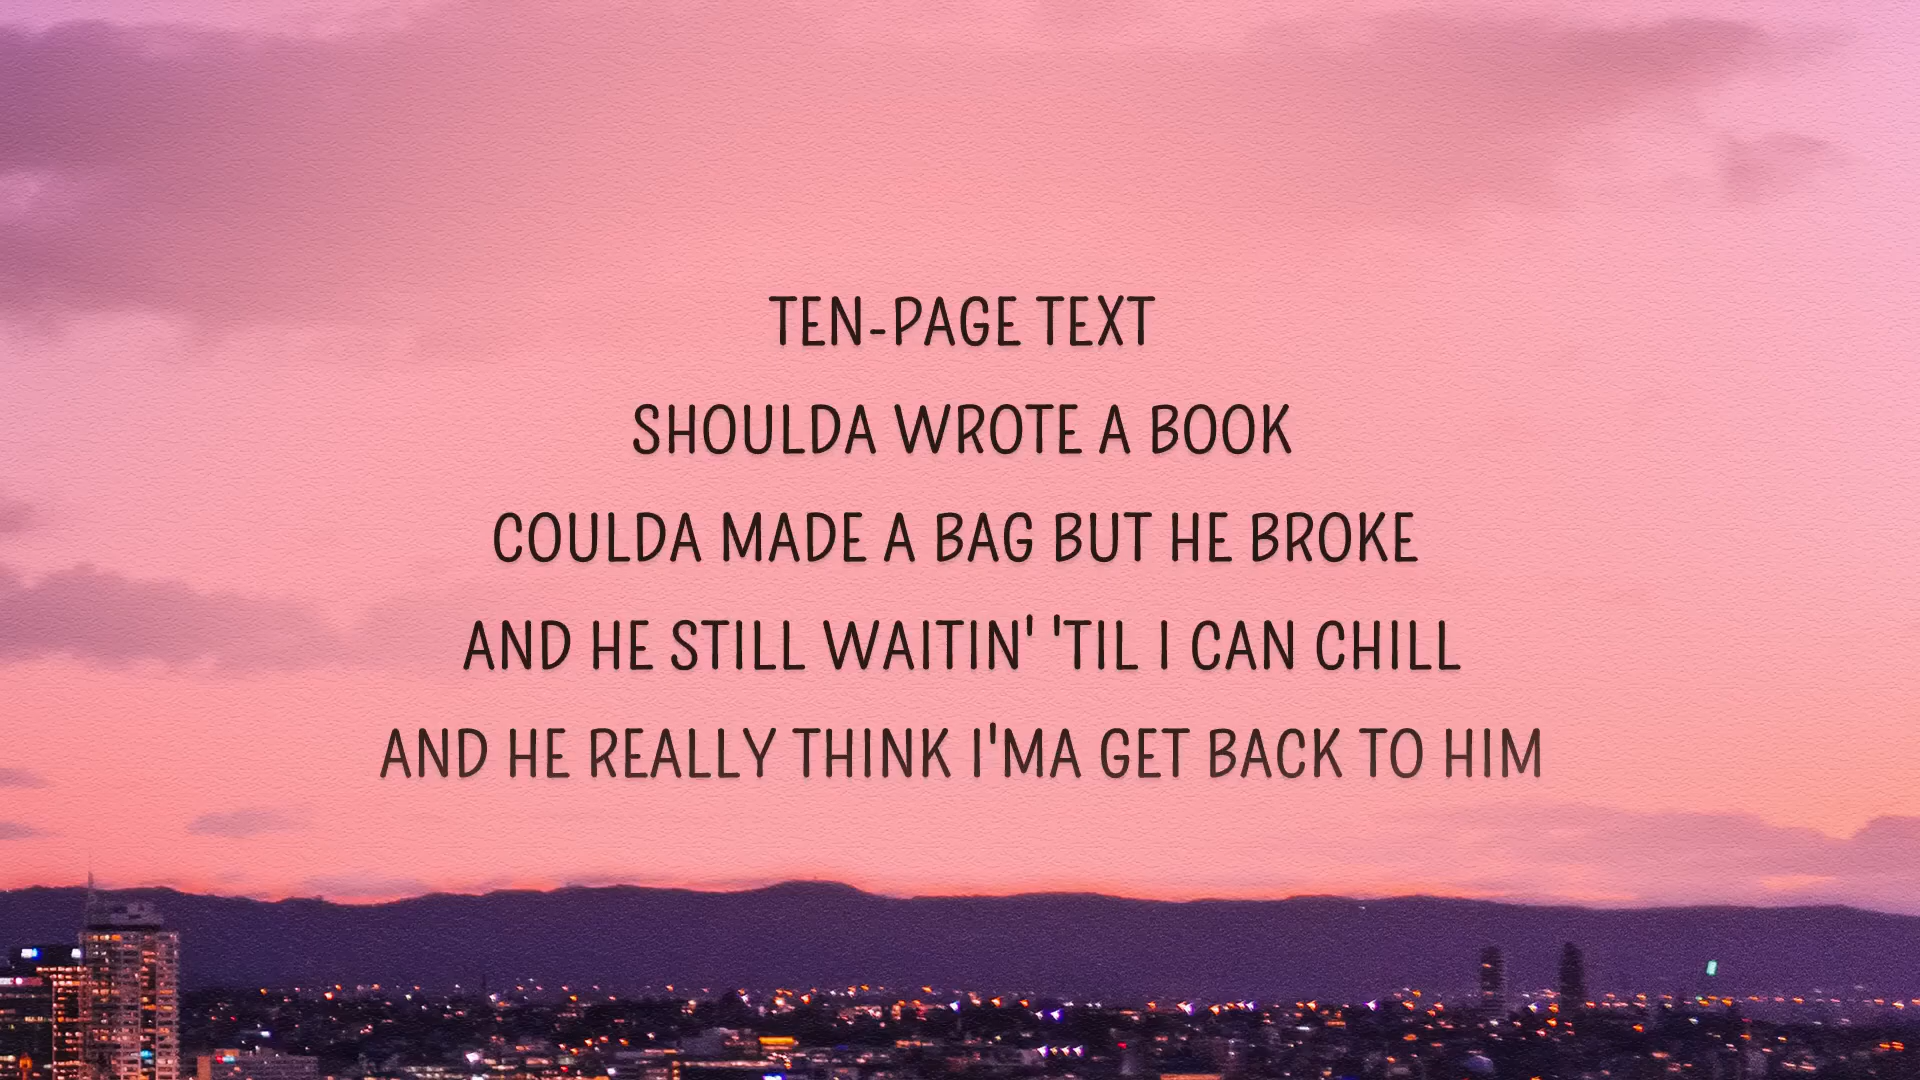 TEN-PAGE TEXT
SHOULDA WROTE A BOOK
COULDA MADE A BAG BUT HE BROKE
AND HE STILL WAITIN' 'TIL I CAN CHILL
AND HE REALLY THINK I'MA GET BACK TO HIM